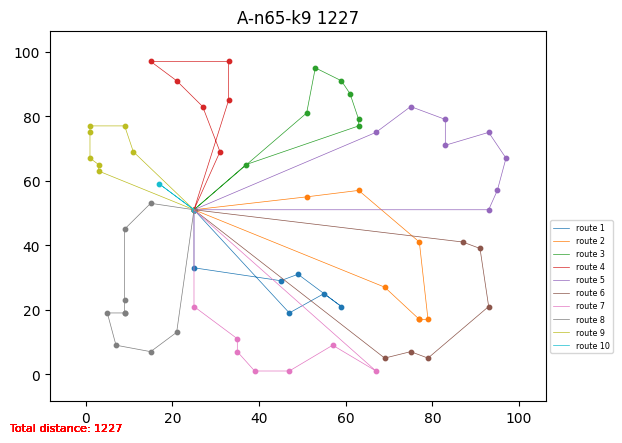 A-n65-k9 1227
100
80
60
40
20
0
0 20 40 60 80 100
route 1
route 2
route 3
route 4
route 5
route 6
route 7
route 8
route 9
route 10
Total distance: 1227